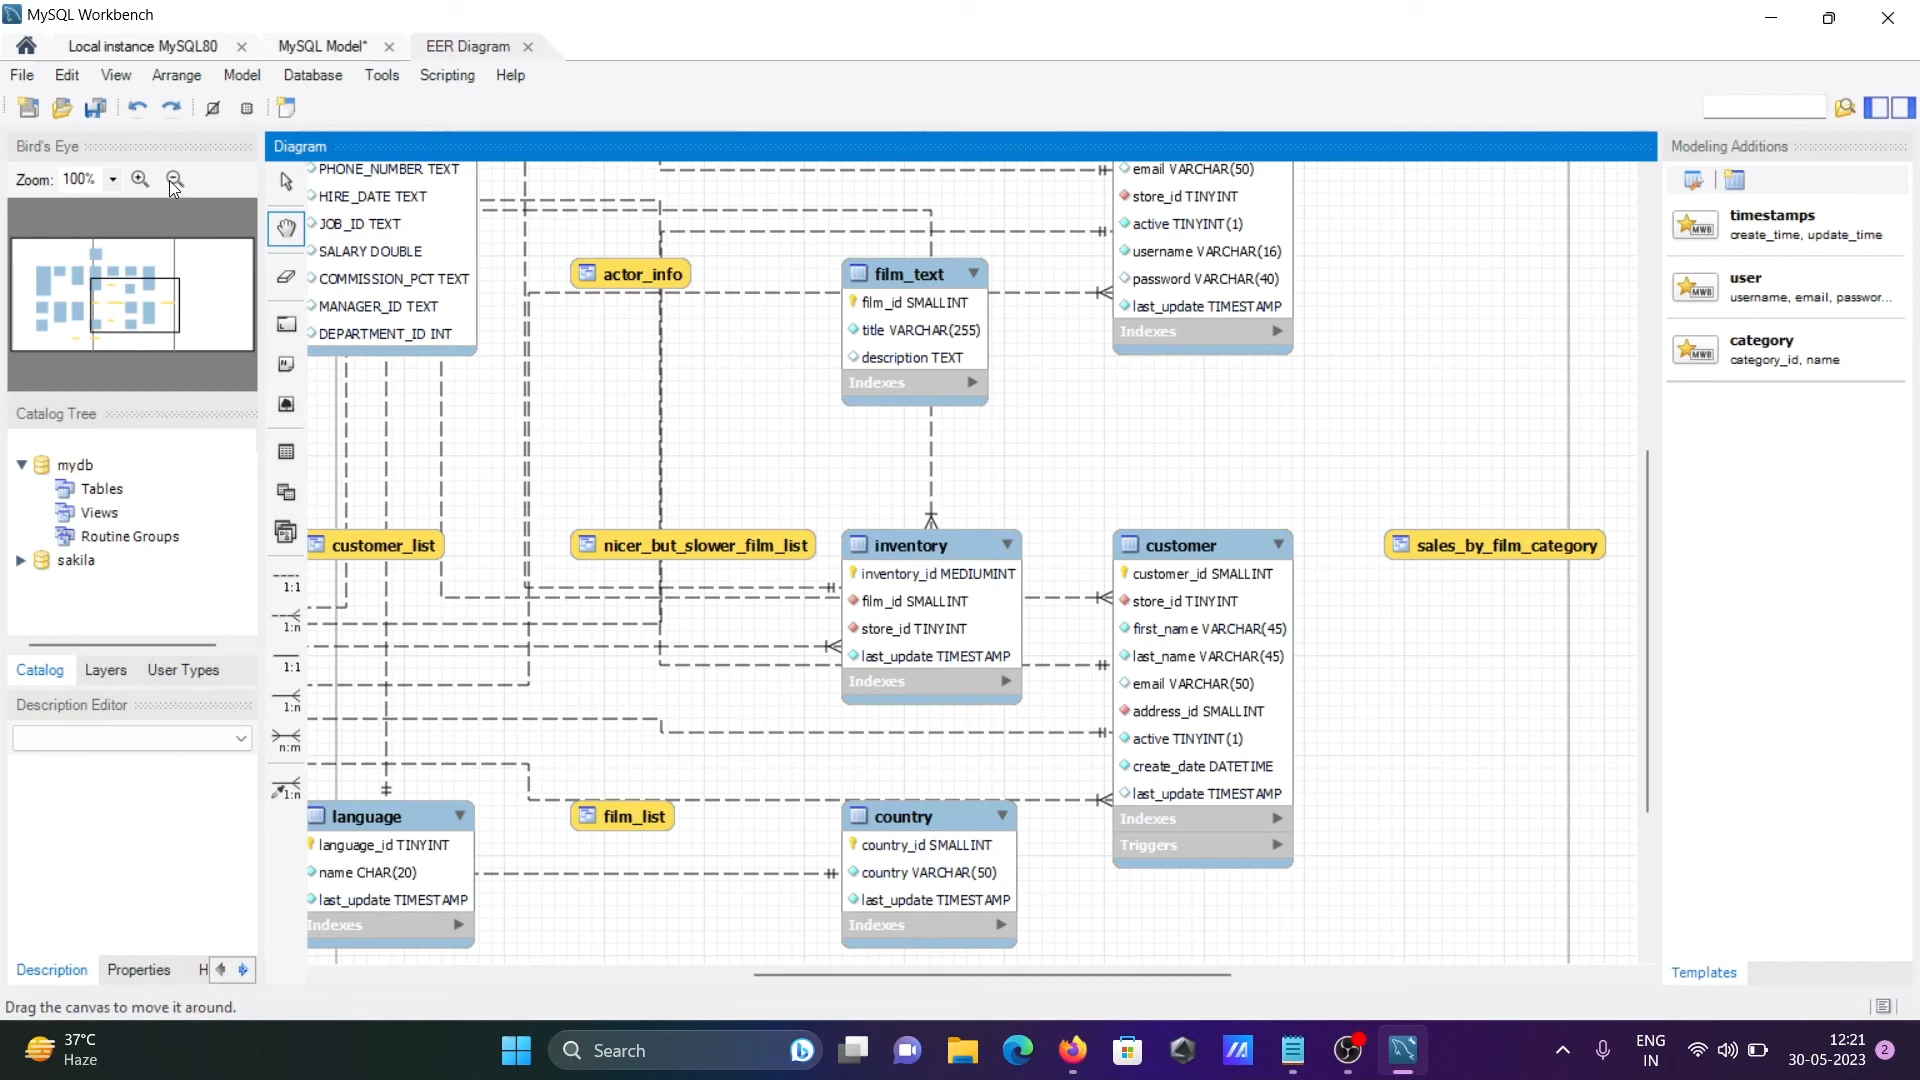 MySQL Workbench
Local instance MySQL80
MySQL Model*
EER Diagram
File Edit View Arrange Model Database Tools Scripting Help
Bird's Eye
Zoom: 100%
Catalog Tree
mydb
Tables
Views
Routine Groups
sakila
Catalog Layers User Types
Description Editor
Description Properties H
Drag the canvas to move it around.
Diagram
1:1
1:n
1:1
1:n
n:m
1:n
PHONE_NUMBER TEXT
HIRE_DATE TEXT
JOB_ID TEXT
SALARY DOUBLE
COMMISSION_PCT TEXT
MANAGER_ID TEXT
DEPARTMENT_ID INT
actor_info
film_text
film_id SMALLINT
title VARCHAR(255)
description TEXT
Indexes
email VARCHAR(50)
store_id TINYINT
active TINYINT(1)
username VARCHAR(16)
password VARCHAR(40)
last_update TIMESTAMP
Indexes
customer_list
nicer_but_slower_film_list
inventory
inventory_id MEDIUMINT
film_id SMALLINT
store_id TINYINT
last_update TIMESTAMP
Indexes
customer
customer_id SMALLINT
store_id TINYINT
first_name VARCHAR(45)
last_name VARCHAR(45)
email VARCHAR(50)
address_id SMALLINT
active TINYINT(1)
create_date DATETIME
last_update TIMESTAMP
Indexes
Triggers
sales_by_film_category
language
language_id TINYINT
name CHAR(20)
last_update TIMESTAMP
Indexes
film_list
country
country_id SMALLINT
country VARCHAR(50)
last_update TIMESTAMP
Indexes
Modeling Additions
MWB
timestamps
create_time, update_time
MWB
user
username, email, passwor...
MWB
category
category_id, name
Templates
37°C
Haze
Search
ENG
IN
12:21
30-05-2023
2